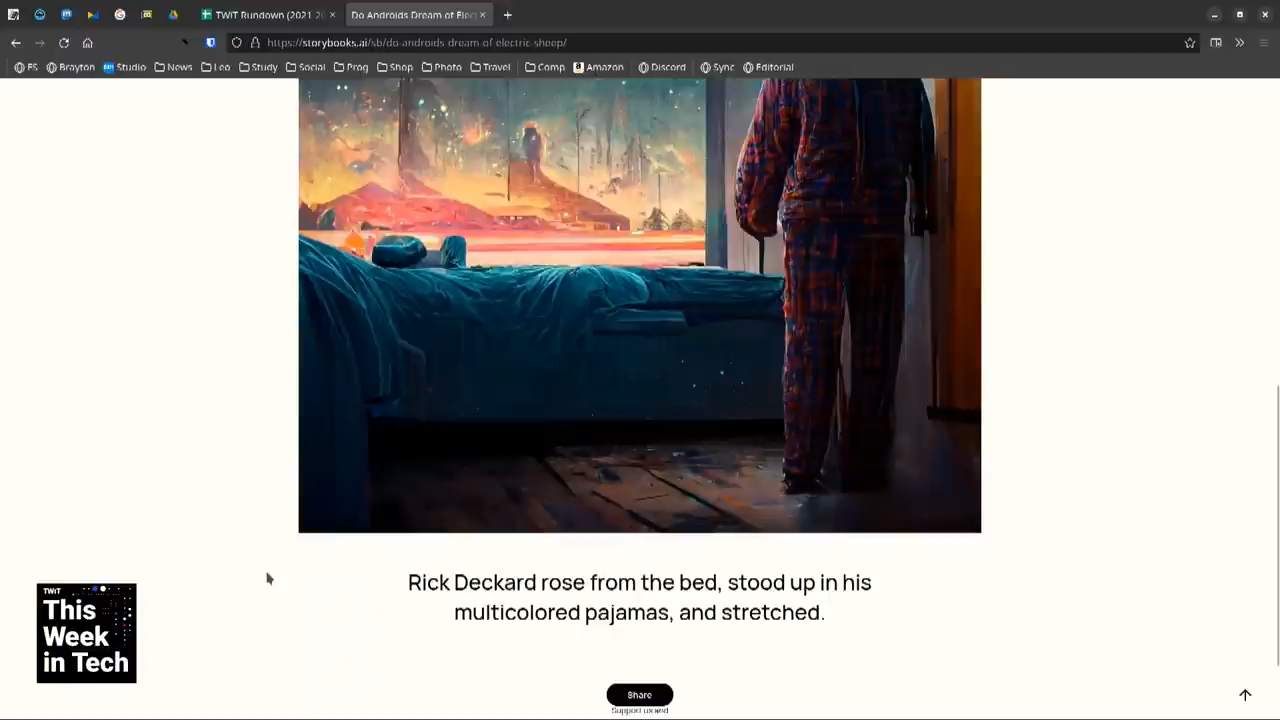 TWiT Rundown (2021-20
Do Androids Dream of Elec
https://storybooks.ai/sb/do-androids-dream-of-electric-sheep/
FS Brayton Studio News Leo Study Social Prog Shop Photo Travel Comp Amazon Discord Sync Editorial
Rick Deckard rose from the bed, stood up in his
multicolored pajamas, and stretched.
TWiT
This
Week
in Tech
Share